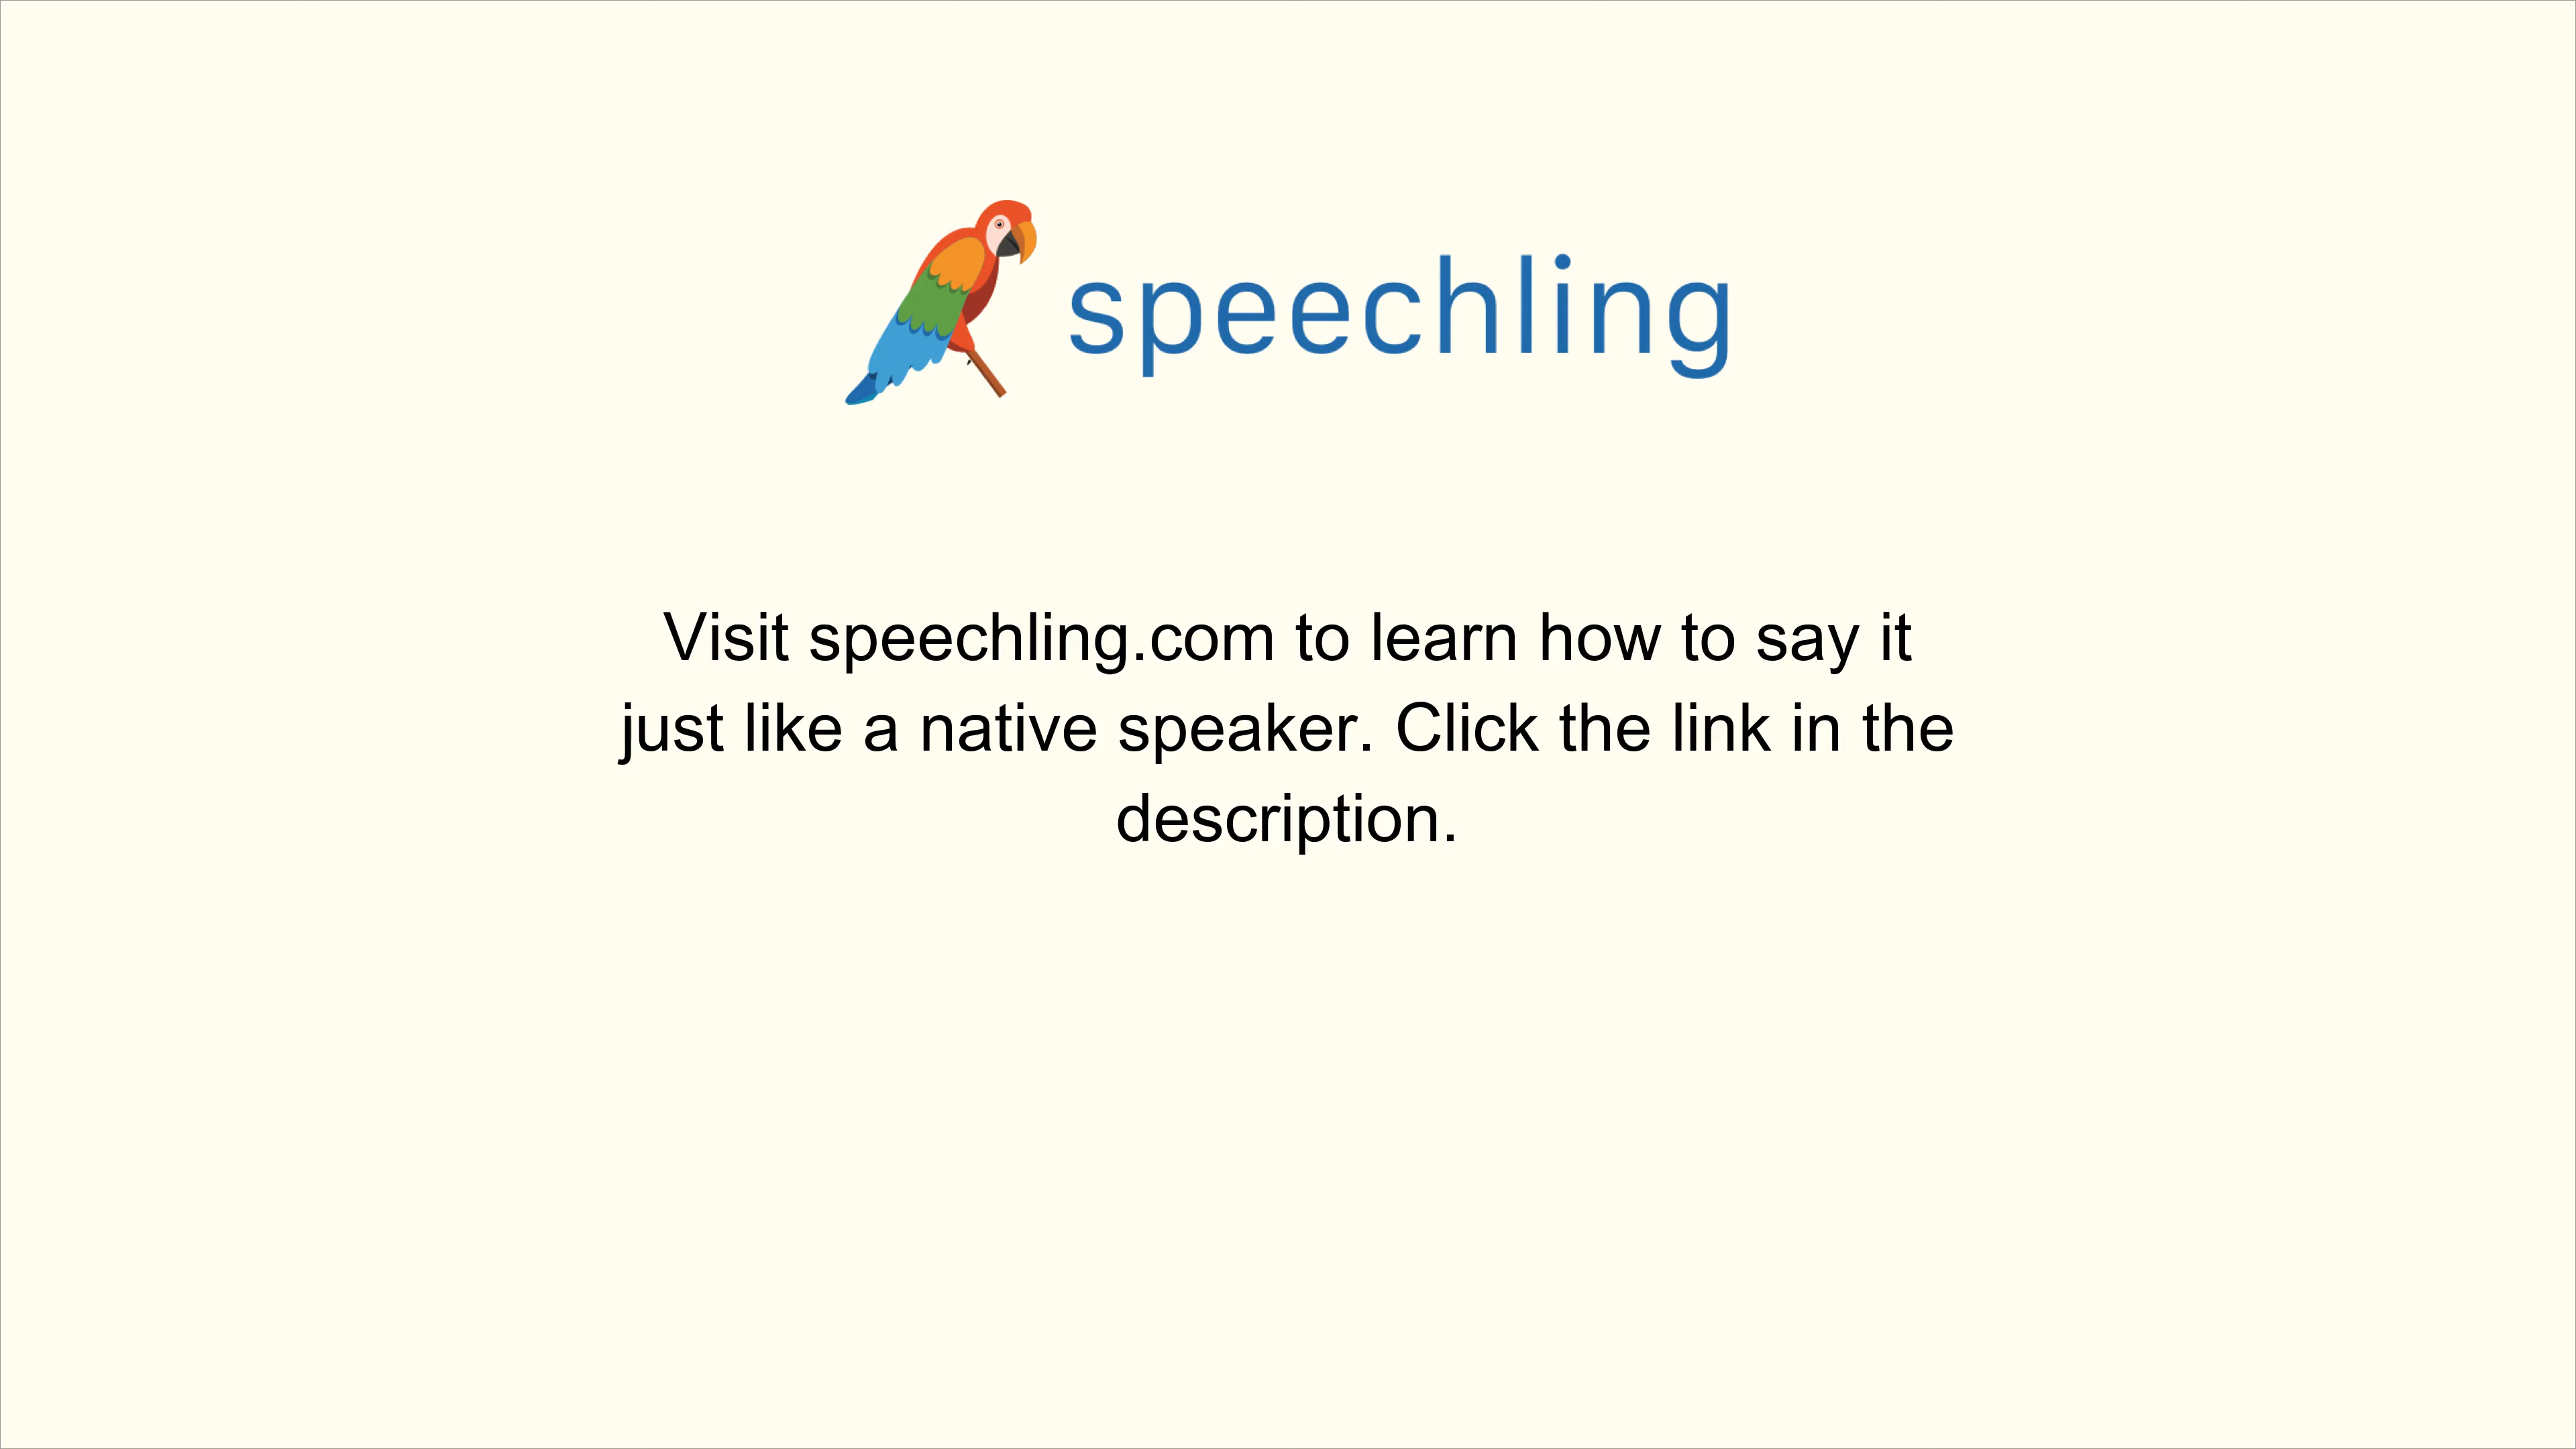 speechling
Visit speechling.com to learn how to say it
just like a native speaker. Click the link in the
description.